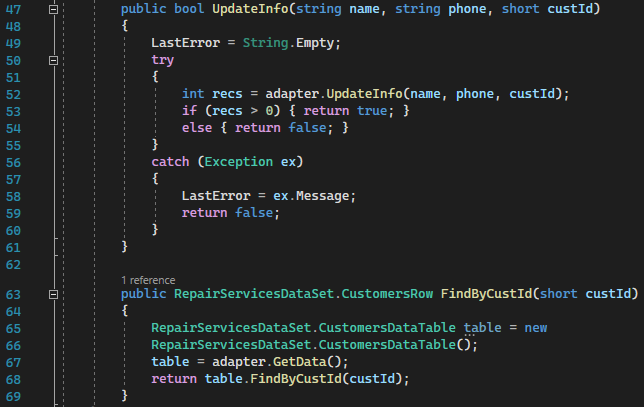 47 public bool UpdateInfo(string name, string phone, short custId)
48 {
49 LastError = String.Empty;
50 try
51 {
52 int recs = adapter.UpdateInfo(name, phone, custId);
53 if (recs > 0) { return true; }
54 else { return false; }
55 }
56 catch (Exception ex)
57 {
58 LastError = ex.Message;
59 return false;
60 }
61 }
62
1 reference
63 public RepairServicesDataSet.CustomersRow FindByCustId(short custId)
64 {
65 RepairServicesDataSet.CustomersDataTable table = new
66 RepairServicesDataSet.CustomersDataTable();
67 table = adapter.GetData();
68 return table.FindByCustId(custId);
69 }